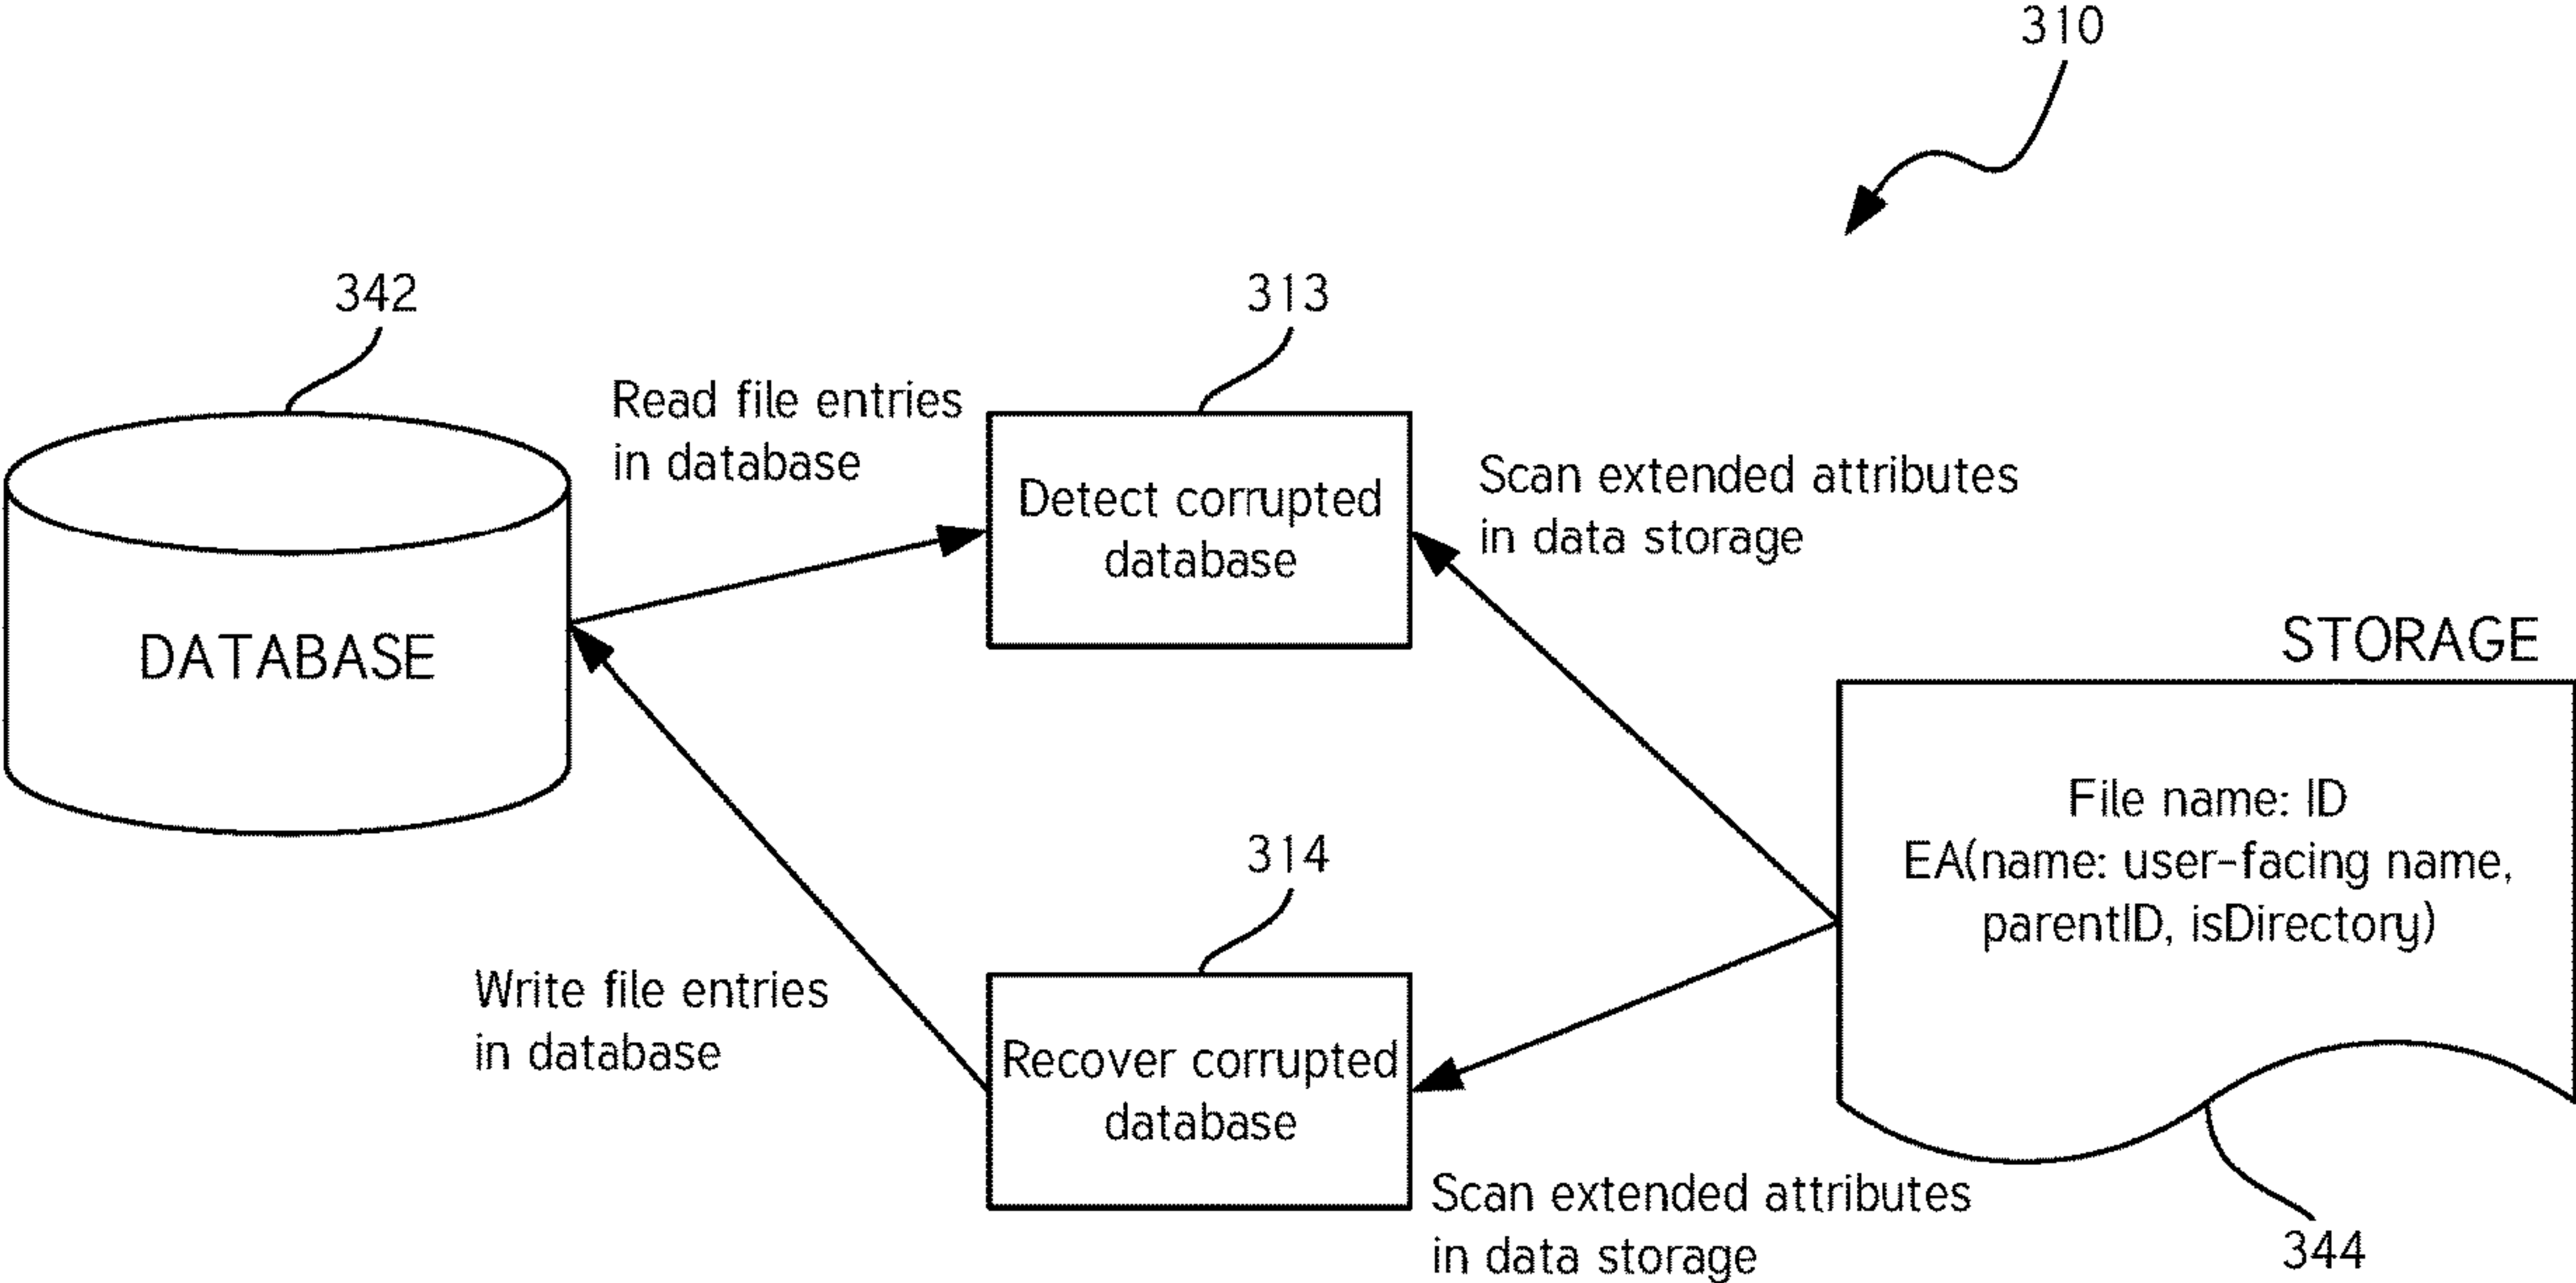 310
342
313
Read file entries
in database
Detect corrupted
database
Scan extended attributes
in data storage
DATABASE
STORAGE
File name: ID
EA(name: user-facing name,
parentID, isDirectory)
314
Write file entries
in database
Recover corrupted
database
Scan extended attributes
in data storage
344